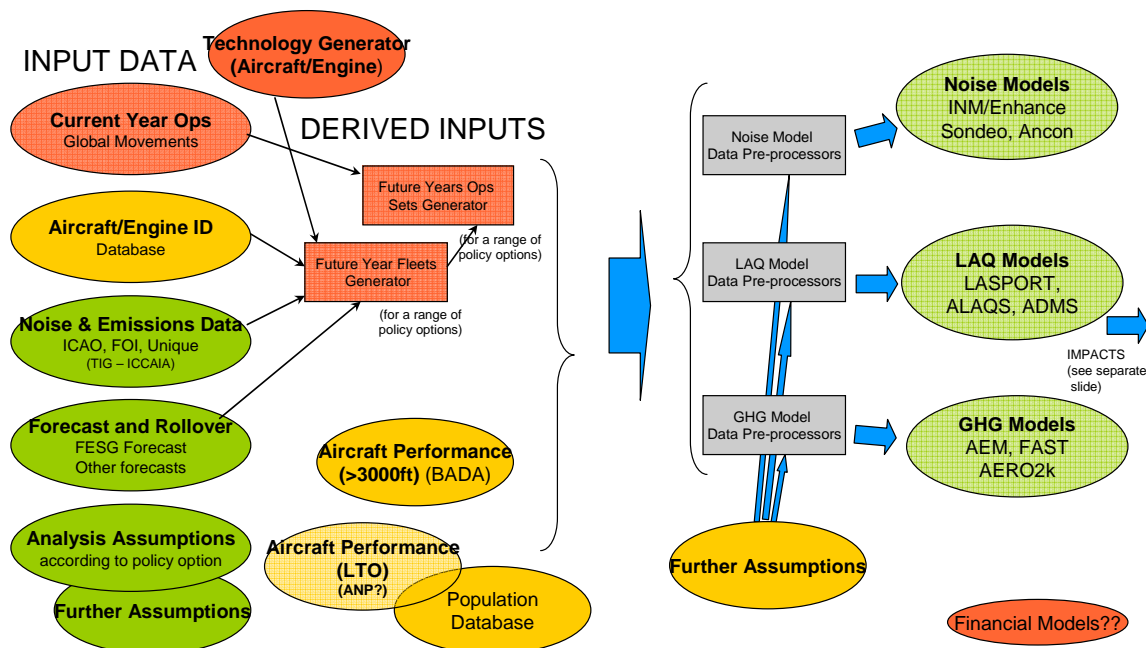 INPUT DATA
Technology Generator
(Aircraft/Engine)
Current Year Ops
Global Movements
DERIVED INPUTS
Aircraft/Engine ID
Database
Future Years Ops
Sets Generator
(for a range of
policy options)
Future Year Fleets
Generator
(for a range of
policy options)
Noise & Emissions Data
ICAO, FOI, Unique
(TIG – ICCAIA)
Forecast and Rollover
FESG Forecast
Other forecasts
Aircraft Performance
(>3000ft) (BADA)
Analysis Assumptions
according to policy option
Further Assumptions
Aircraft Performance
(LTO)
(ANP?)
Population
Database
Noise Model
Data Pre-processors
LAQ Model
Data Pre-processors
GHG Model
Data Pre-processors
Further Assumptions
Noise Models
INM/Enhance
Sondeo, Ancon
LAQ Models
LASPORT,
ALAQS, ADMS
IMPACTS
(see separate
slide)
GHG Models
AEM, FAST
AERO2k
Financial Models??